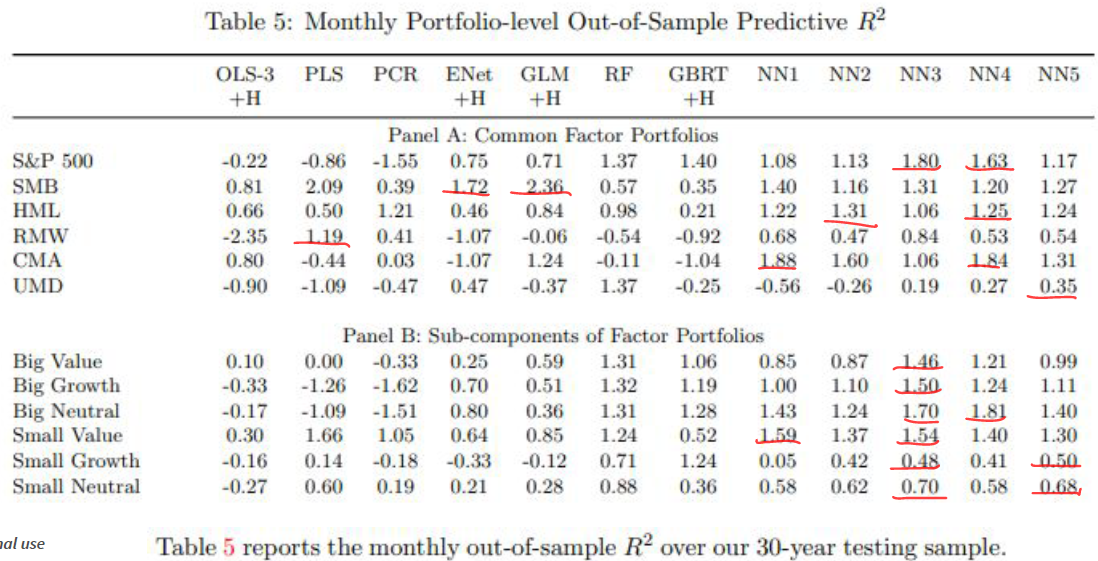 Table 5: Monthly Portfolio-level Out-of-Sample Predictive R²
OLS-3 PLS PCR ENet GLM RF GBRT NN1 NN2 NN3 NN4 NN5
+H +H +H +H
Panel A: Common Factor Portfolios
S&P 500 -0.22 -0.86 -1.55 0.75 0.71 1.37 1.40 1.08 1.13 1.80 1.63 1.17
SMB 0.81 2.09 0.39 1.72 2.36 0.57 0.35 1.40 1.16 1.31 1.20 1.27
HML 0.66 0.50 1.21 0.46 0.84 0.98 0.21 1.22 1.31 1.06 1.25 1.24
RMW -2.35 1.19 0.41 -1.07 -0.06 -0.54 -0.92 0.68 0.47 0.84 0.53 0.54
CMA 0.80 -0.44 0.03 -1.07 1.24 -0.11 -1.04 1.88 1.60 1.06 1.84 1.31
UMD -0.90 -1.09 -0.47 0.47 -0.37 1.37 -0.25 -0.56 -0.26 0.19 0.27 0.35
Panel B: Sub-components of Factor Portfolios
Big Value 0.10 0.00 -0.33 0.25 0.59 1.31 1.06 0.85 0.87 1.46 1.21 0.99
Big Growth -0.33 -1.26 -1.62 0.70 0.51 1.32 1.19 1.00 1.10 1.50 1.24 1.11
Big Neutral -0.17 -1.09 -1.51 0.80 0.36 1.31 1.28 1.43 1.24 1.70 1.81 1.40
Small Value 0.30 1.66 1.05 0.64 0.85 1.24 0.52 1.59 1.37 1.54 1.40 1.30
Small Growth -0.16 0.14 -0.18 -0.33 -0.12 0.71 1.24 0.05 0.42 0.48 0.41 0.50
Small Neutral -0.27 0.60 0.19 0.21 0.28 0.88 0.36 0.58 0.62 0.70 0.58 0.68
nal use
Table 5 reports the monthly out-of-sample R² over our 30-year testing sample.